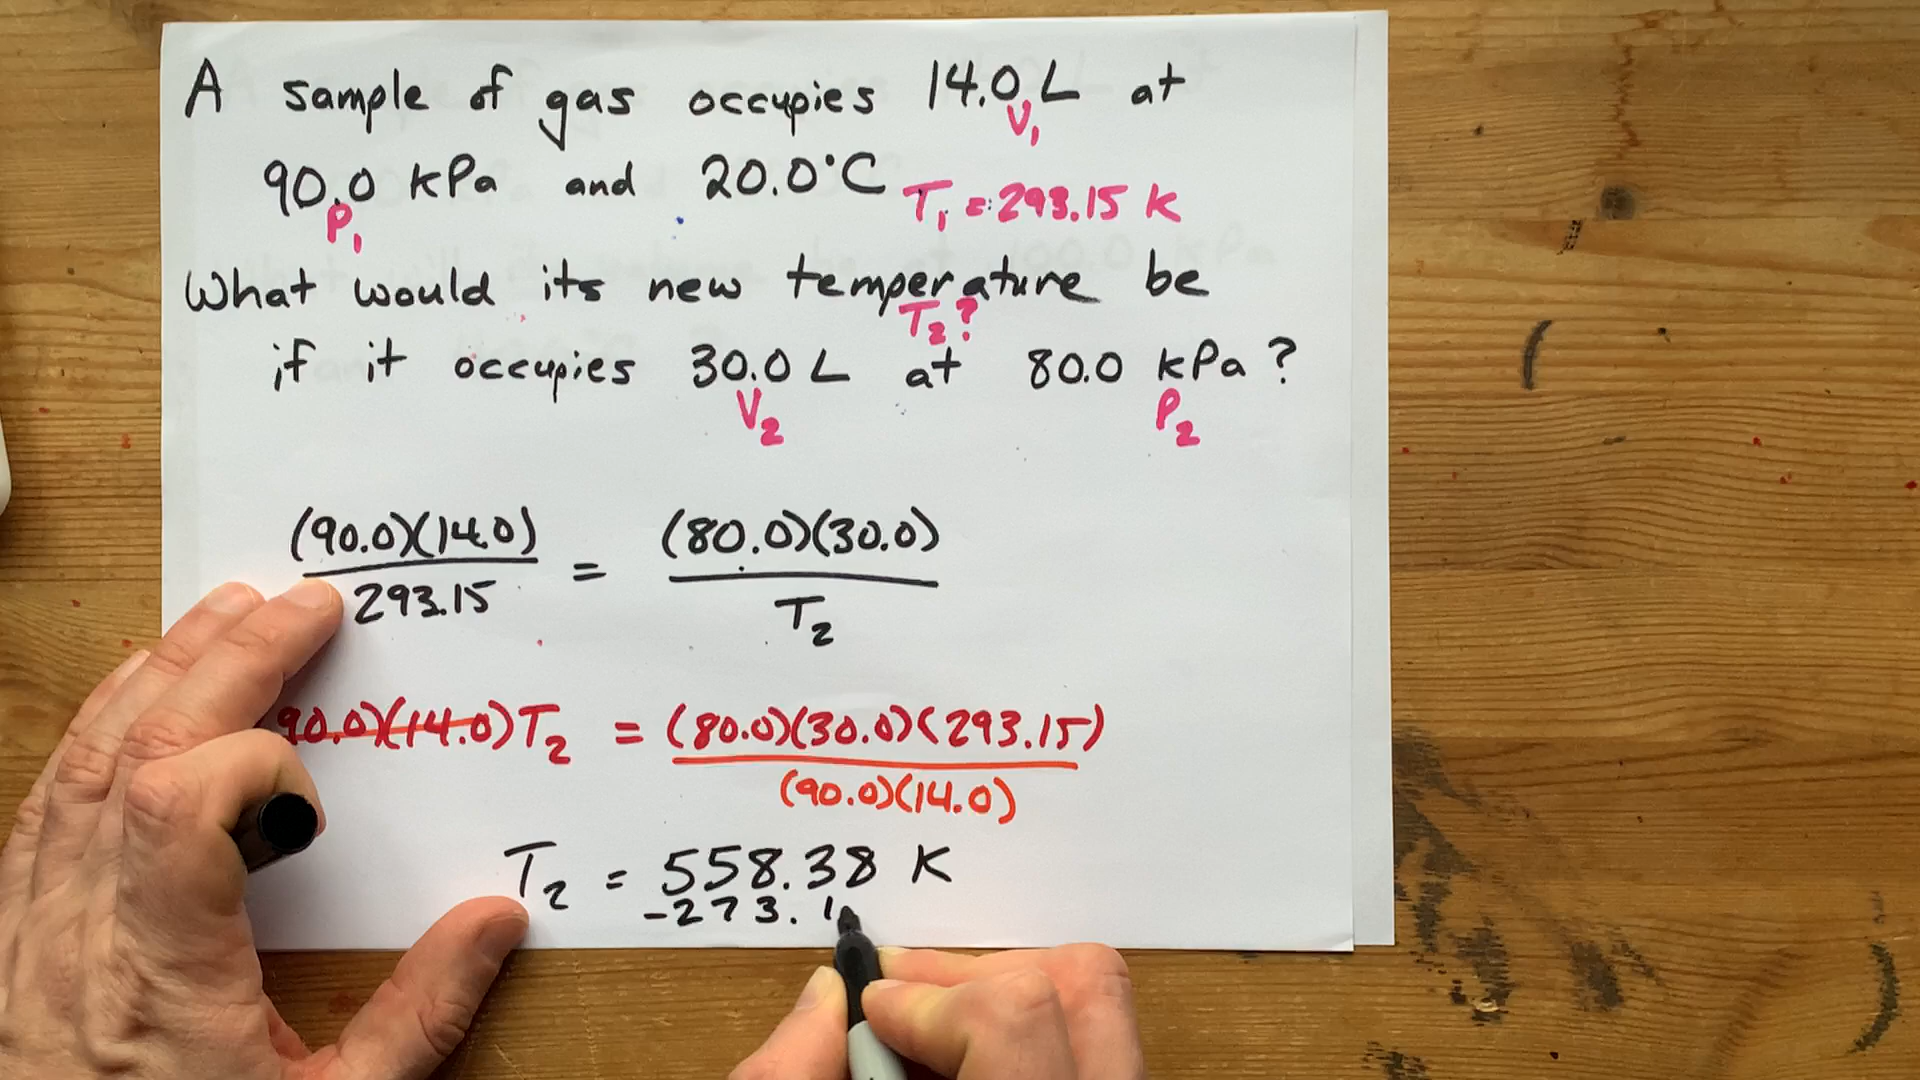 A sample of gas occupies 14.0 L at
V₁
90.0 kPa and 20.0°C T₁ = 293.15 K
P₁
What would its new temperature be
T₂?
if it occupies 30.0 L at 80.0 kPa?
V₂ P₂
(90.0)(14.0) = (80.0)(30.0)
293.15 T₂
90.0)(14.0)T₂ = (80.0)(30.0)(293.15)
(90.0)(14.0)
T₂ = 558.38 K
-273.1